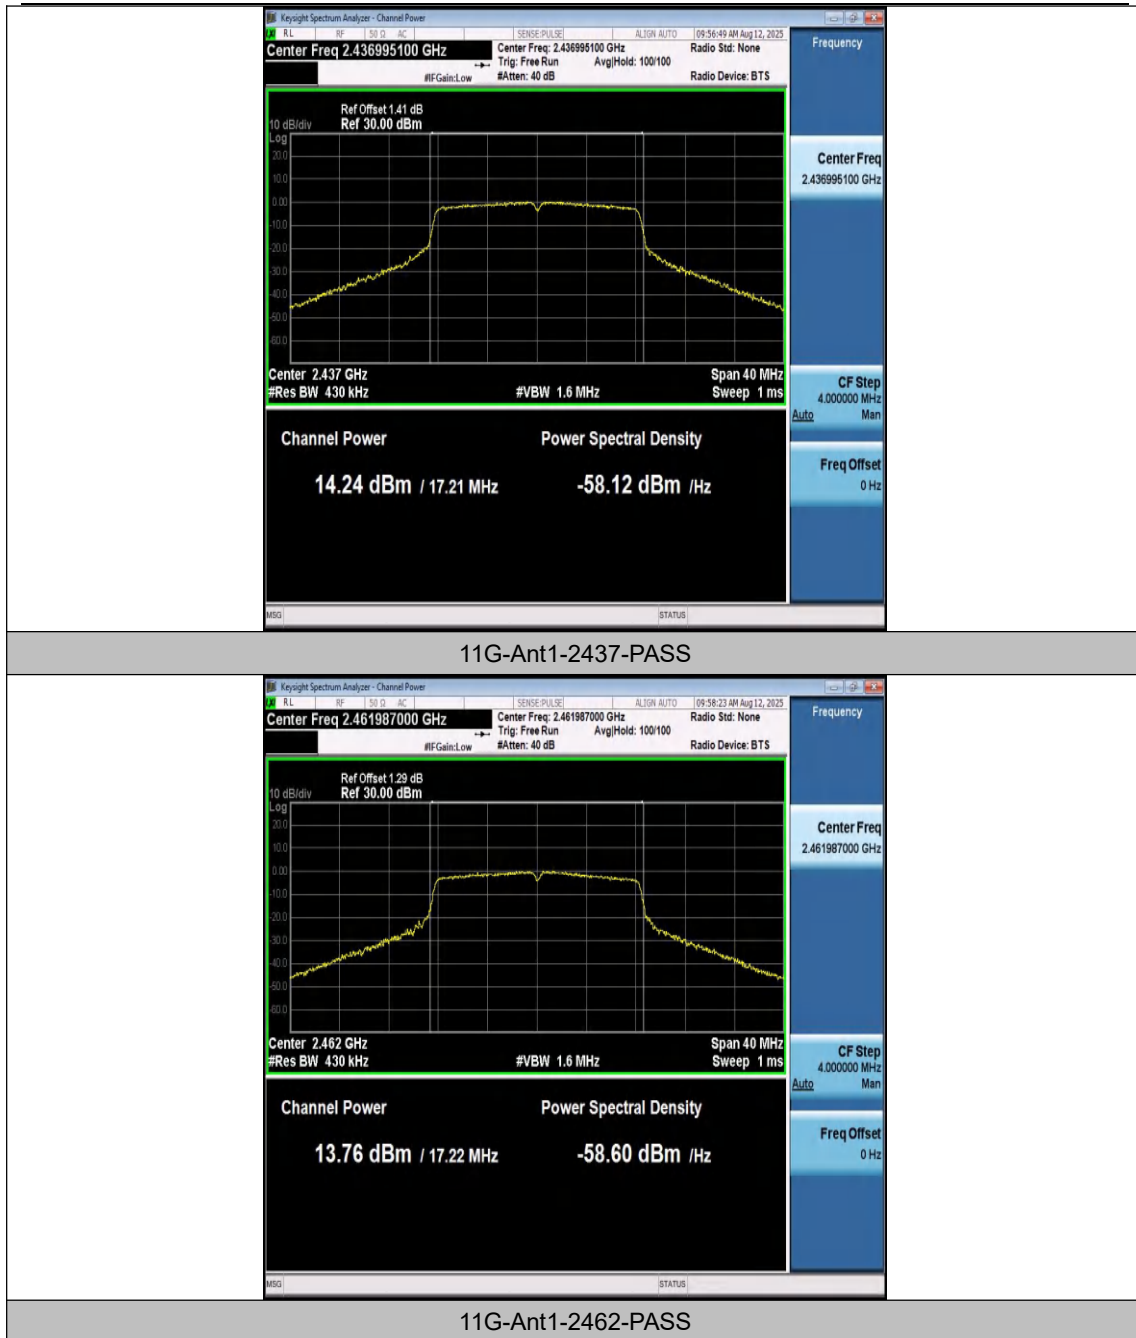 Keysight Spectrum Analyzer - Channel Power
RL RF 50 Ω AC SENSE:PULSE ALIGN AUTO 09:56:49 AM Aug 12, 2025
Center Freq 2.436995100 GHz
Center Freq: 2.436995100 GHz Radio Std: None
Trig: Free Run Avg|Hold: 100/100
#IFGain:Low #Atten: 40 dB Radio Device: BTS
Frequency
Ref Offset 1.41 dB
10 dB/div Ref 30.00 dBm
Log
20.0
10.0
0.00
-10.0
-20.0
-30.0
-40.0
-50.0
-60.0
Center Freq
2.436995100 GHz
Center 2.437 GHz Span 40 MHz
#Res BW 430 kHz #VBW 1.6 MHz Sweep 1 ms
CF Step
4.000000 MHz
Auto Man
Channel Power Power Spectral Density
14.24 dBm / 17.21 MHz -58.12 dBm /Hz
Freq Offset
0 Hz
MSG STATUS
11G-Ant1-2437-PASS
Keysight Spectrum Analyzer - Channel Power
RL RF 50 Ω AC SENSE:PULSE ALIGN AUTO 09:58:23 AM Aug 12, 2025
Center Freq 2.461987000 GHz
Center Freq: 2.461987000 GHz Radio Std: None
Trig: Free Run Avg|Hold: 100/100
#IFGain:Low #Atten: 40 dB Radio Device: BTS
Frequency
Ref Offset 1.29 dB
10 dB/div Ref 30.00 dBm
Log
20.0
10.0
0.00
-10.0
-20.0
-30.0
-40.0
-50.0
-60.0
Center Freq
2.461987000 GHz
Center 2.462 GHz Span 40 MHz
#Res BW 430 kHz #VBW 1.6 MHz Sweep 1 ms
CF Step
4.000000 MHz
Auto Man
Channel Power Power Spectral Density
13.76 dBm / 17.22 MHz -58.60 dBm /Hz
Freq Offset
0 Hz
MSG STATUS
11G-Ant1-2462-PASS